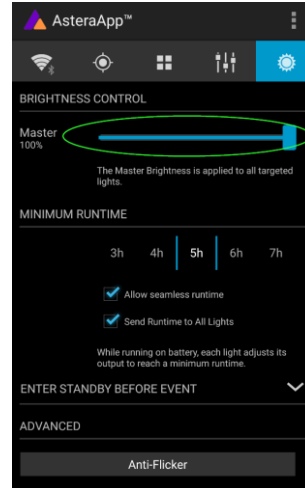 AsteraApp™
BRIGHTNESS CONTROL
Master
100%
The Master Brightness is applied to all targeted
lights.
MINIMUM RUNTIME
3h 4h 5h 6h 7h
Allow seamless runtime
Send Runtime to All Lights
While running on battery, each light adjusts its
output to reach a minimum runtime.
ENTER STANDBY BEFORE EVENT
ADVANCED
Anti-Flicker